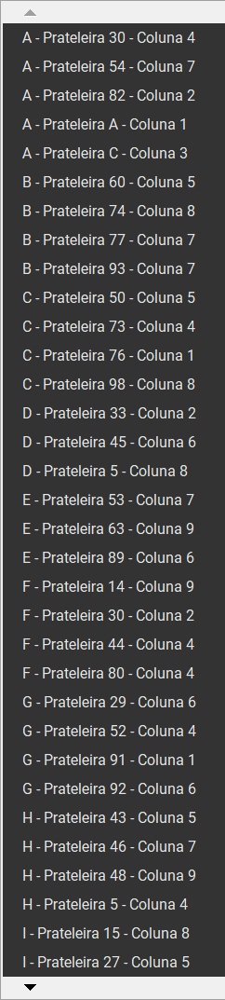 A - Prateleira 30 - Coluna 4
A - Prateleira 54 - Coluna 7
A - Prateleira 82 - Coluna 2
A - Prateleira A - Coluna 1
A - Prateleira C - Coluna 3
B - Prateleira 60 - Coluna 5
B - Prateleira 74 - Coluna 8
B - Prateleira 77 - Coluna 7
B - Prateleira 93 - Coluna 7
C - Prateleira 50 - Coluna 5
C - Prateleira 73 - Coluna 4
C - Prateleira 76 - Coluna 1
C - Prateleira 98 - Coluna 8
D - Prateleira 33 - Coluna 2
D - Prateleira 45 - Coluna 6
D - Prateleira 5 - Coluna 8
E - Prateleira 53 - Coluna 7
E - Prateleira 63 - Coluna 9
E - Prateleira 89 - Coluna 6
F - Prateleira 14 - Coluna 9
F - Prateleira 30 - Coluna 2
F - Prateleira 44 - Coluna 4
F - Prateleira 80 - Coluna 4
G - Prateleira 29 - Coluna 6
G - Prateleira 52 - Coluna 4
G - Prateleira 91 - Coluna 1
G - Prateleira 92 - Coluna 6
H - Prateleira 43 - Coluna 5
H - Prateleira 46 - Coluna 7
H - Prateleira 48 - Coluna 9
H - Prateleira 5 - Coluna 4
I - Prateleira 15 - Coluna 8
I - Prateleira 27 - Coluna 5